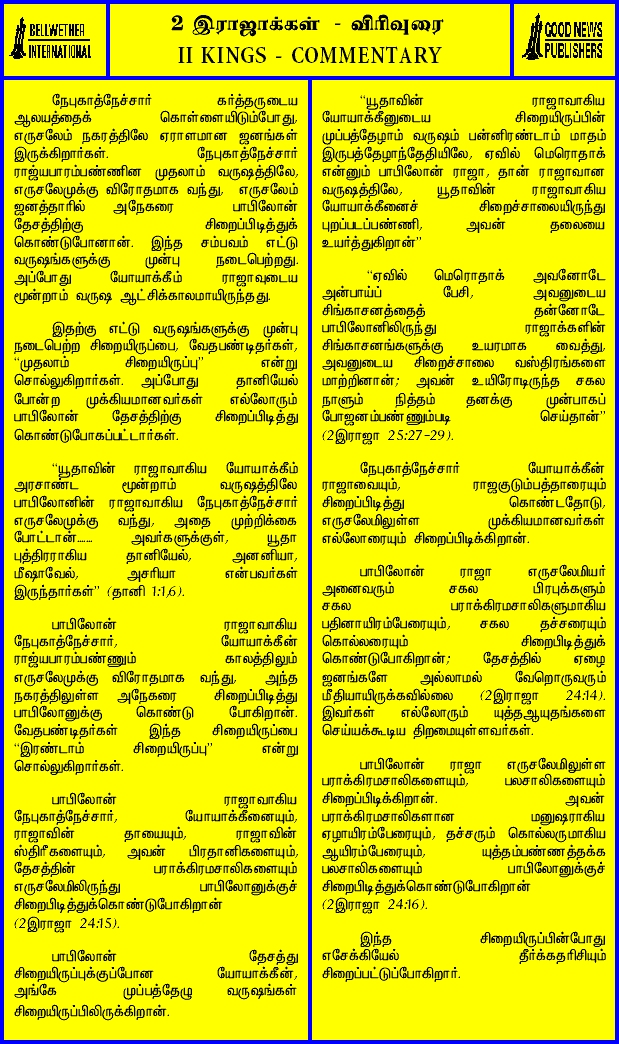 BELLWETHER
INTERNATIONAL
2 இராஜாக்கள் - விரிவுரை
II KINGS - COMMENTARY
GOOD NEWS
PUBLISHERS
நேபுகாத்நேச்சார் கர்த்தருடைய
ஆலயத்தைக் கொள்ளையிடும்போது,
எருசலேம் நகரத்திலே ஏராளமான ஜனங்கள்
இருக்கிறார்கள். நேபுகாத்நேச்சார்
ராஜ்யபாரம்பண்ணின முதலாம் வருஷத்திலே,
எருசலேமுக்கு விரோதமாக வந்து, எருசலேம்
ஜனத்தாரில் அநேகரை பாபிலோன்
தேசத்திற்கு சிறைப்பிடித்துக்
கொண்டுபோனான். இந்த சம்பவம் எட்டு
வருஷங்களுக்கு முன்பு நடைபெற்றது.
அப்போது யோயாக்கீம் ராஜாவுடைய
மூன்றாம் வருஷ ஆட்சிக்காலமாயிருந்தது.
இதற்கு எட்டு வருஷங்களுக்கு முன்பு
நடைபெற்ற சிறையிருப்பை, வேதபண்டிதர்கள்,
“முதலாம் சிறையிருப்பு” என்று
சொல்லுகிறார்கள். அப்போது தானியேல்
போன்ற முக்கியமானவர்கள் எல்லோரும்
பாபிலோன் தேசத்திற்கு சிறைப்பிடித்து
கொண்டுபோகப்பட்டார்கள்.
“யூதாவின் ராஜாவாகிய யோயாக்கீம்
அரசாண்ட மூன்றாம் வருஷத்திலே
பாபிலோனின் ராஜாவாகிய நேபுகாத்நேச்சார்
எருசலேமுக்கு வந்து, அதை முற்றிக்கை
போட்டான்...... அவர்களுக்குள், யூதா
புத்திரராகிய தானியேல், அனனியா,
மீஷாவேல், அசரியா என்பவர்கள்
இருந்தார்கள்” (தானி 1:1,6).
பாபிலோன் ராஜாவாகிய
நேபுகாத்நேச்சார், யோயாக்கீன்
ராஜ்யபாரம்பண்ணும் காலத்திலும்
எருசலேமுக்கு விரோதமாக வந்து, அந்த
நகரத்திலுள்ள அநேகரை சிறைப்பிடித்து
பாபிலோனுக்கு கொண்டு போகிறான்.
வேதபண்டிதர்கள் இந்த சிறையிருப்பை
“இரண்டாம் சிறையிருப்பு” என்று
சொல்லுகிறார்கள்.
பாபிலோன் ராஜாவாகிய
நேபுகாத்நேச்சார், யோயாக்கீனையும்,
ராஜாவின் தாயையும், ராஜாவின்
ஸ்திரீகளையும், அவன் பிரதானிகளையும்,
தேசத்தின் பராக்கிரமசாலிகளையும்
எருசலேமிலிருந்து பாபிலோனுக்குச்
சிறைபிடித்துக்கொண்டுபோகிறான்
(2இராஜா 24:15).
பாபிலோன் தேசத்து
சிறையிருப்புக்குப்போன யோயாக்கீன்,
அங்கே முப்பத்தேழு வருஷங்கள்
சிறையிருப்பிலிருக்கிறான்.
“யூதாவின் ராஜாவாகிய
யோயாக்கீனுடைய சிறையிருப்பின்
முப்பத்தேழாம் வருஷம் பன்னிரண்டாம் மாதம்
இருபத்தேழாந்தேதியிலே, ஏவில் மெரொதாக்
என்னும் பாபிலோன் ராஜா, தான் ராஜாவான
வருஷத்திலே, யூதாவின் ராஜாவாகிய
யோயாக்கீனைச் சிறைச்சாலையிருந்து
புறப்படப்பண்ணி, அவன் தலையை
உயர்த்துகிறான்”
“ஏவில் மெரொதாக் அவனோடே
அன்பாய்ப் பேசி, அவனுடைய
சிங்காசனத்தைத் தன்னோடே
பாபிலோனிலிருந்து ராஜாக்களின்
சிங்காசனங்களுக்கு உயரமாக வைத்து,
அவனுடைய சிறைச்சாலை வஸ்திரங்களை
மாற்றினான்; அவன் உயிரோடிருந்த சகல
நாளும் நித்தம் தனக்கு முன்பாகப்
போஜனம்பண்ணும்படி செய்தான்”
(2இராஜா 25:27-29).
நேபுகாத்நேச்சார் யோயாக்கீன்
ராஜாவையும், ராஜகுடும்பத்தாரையும்
சிறைப்பிடித்து கொண்டதோடு,
எருசலேமிலுள்ள முக்கியமானவர்கள்
எல்லோரையும் சிறைப்பிடிக்கிறான்.
பாபிலோன் ராஜா எருசலேமியர்
அனைவரும் சகல பிரபுக்களும்
சகல பராக்கிரமசாலிகளுமாகிய
பதினாயிரம்பேரையும், சகல தச்சரையும்
கொல்லரையும் சிறைபிடித்துக்
கொண்டுபோகிறான்; தேசத்தில் ஏழை
ஜனங்களே அல்லாமல் வேறொருவரும்
மீதியாயிருக்கவில்லை (2இராஜா 24:14).
இவர்கள் எல்லோரும் யுத்தஆயுதங்களை
செய்யக்கூடிய திறமையுள்ளவர்கள்.
பாபிலோன் ராஜா எருசலேமிலுள்ள
பராக்கிரமசாலிகளையும், பலசாலிகளையும்
சிறைப்பிடிக்கிறான். அவன்
பராக்கிரமசாலிகளான மனுஷராகிய
ஏழாயிரம்பேரையும், தச்சரும் கொல்லருமாகிய
ஆயிரம்பேரையும், யுத்தம்பண்ணத்தக்க
பலசாலிகளையும் பாபிலோனுக்குச்
சிறைபிடித்துக்கொண்டுபோகிறான்
(2இராஜா 24:16).
இந்த சிறையிருப்பின்போது
எசேக்கியேல் தீர்க்கதரிசியும்
சிறைப்பட்டுப்போகிறார்.